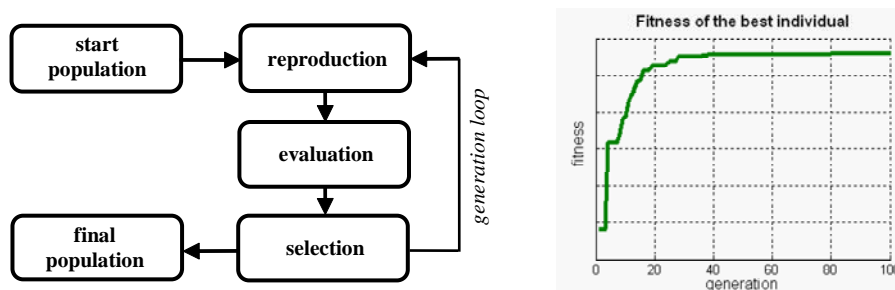 start
population
reproduction
evaluation
selection
final
population
generation loop
Fitness of the best individual
fitness
0
20
40
60
80
100
generation